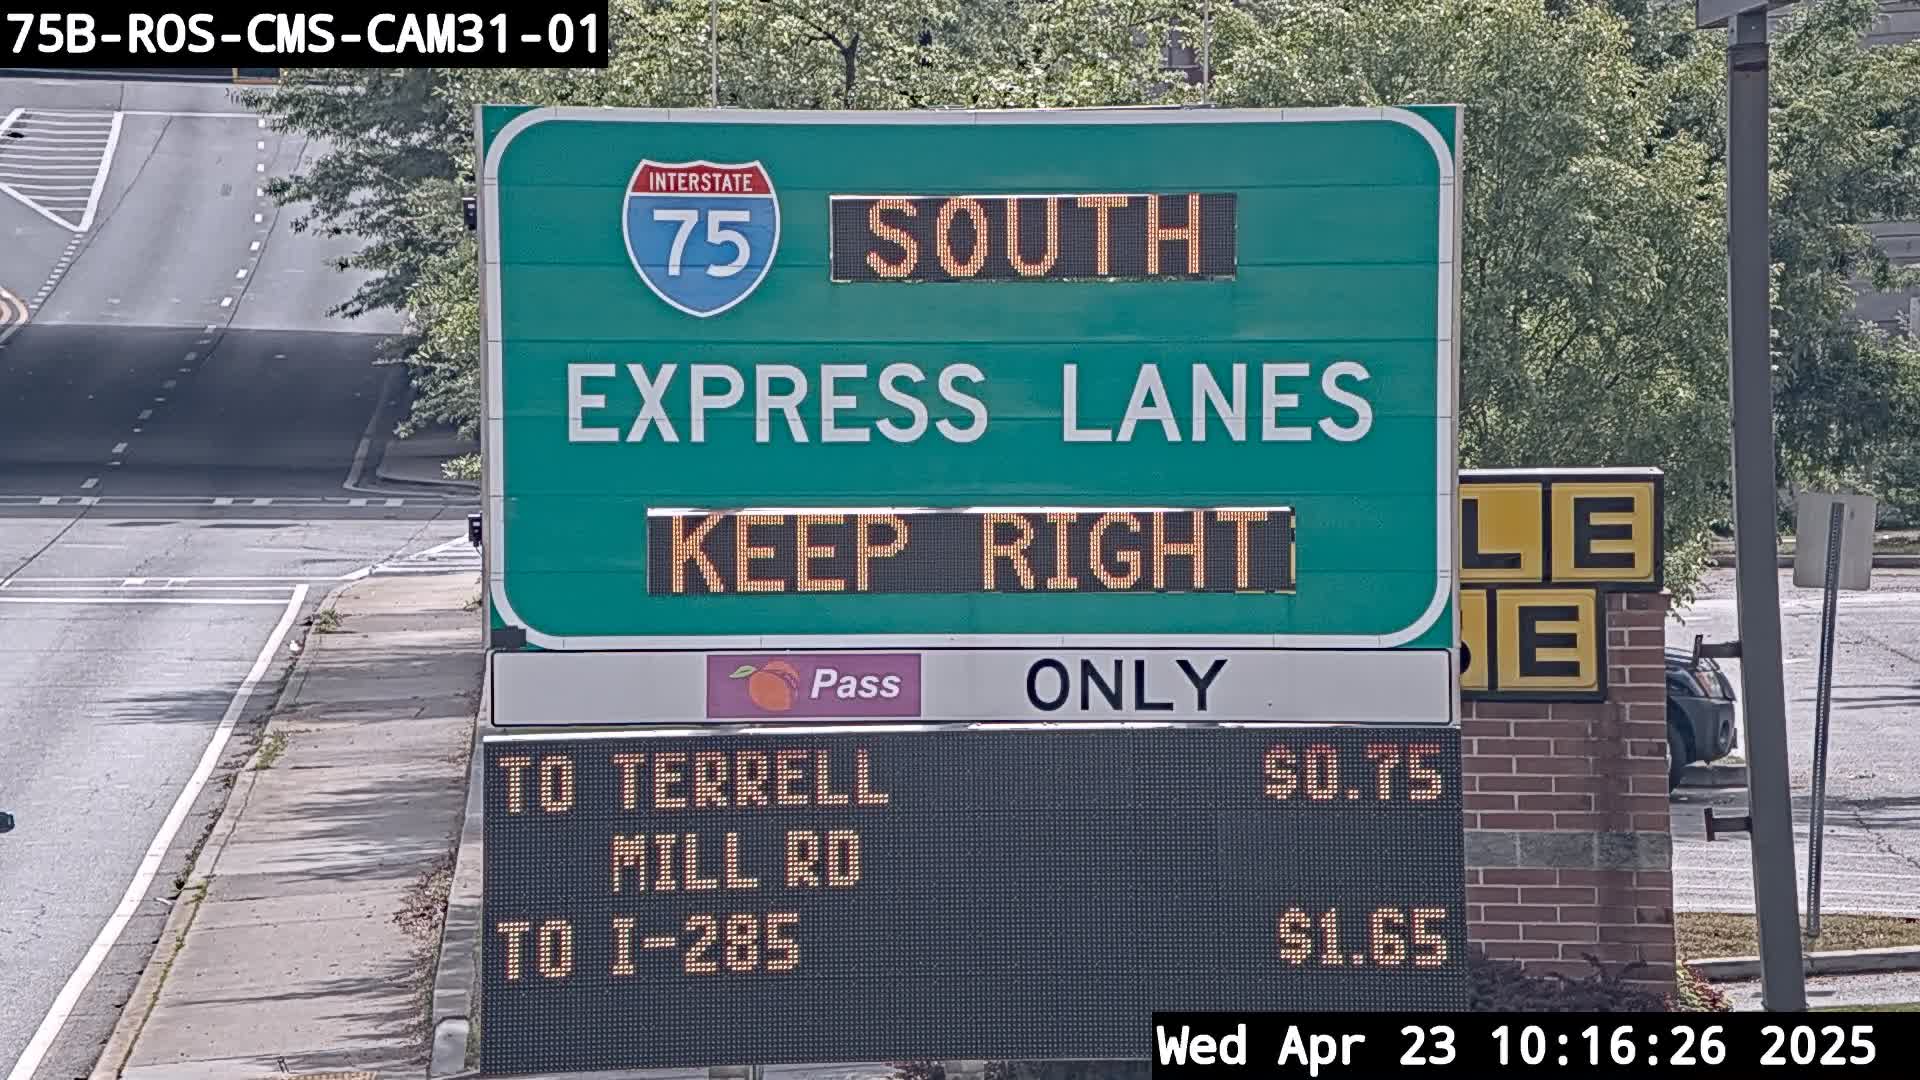 75B-ROS-CMS-CAM31-01
INTERSTATE
75
SOUTH
EXPRESS LANES
KEEP RIGHT
LE
E
Pass ONLY
TO TERRELL $0.75
MILL RD
TO I-285 $1.65
Wed Apr 23 10:16:26 2025